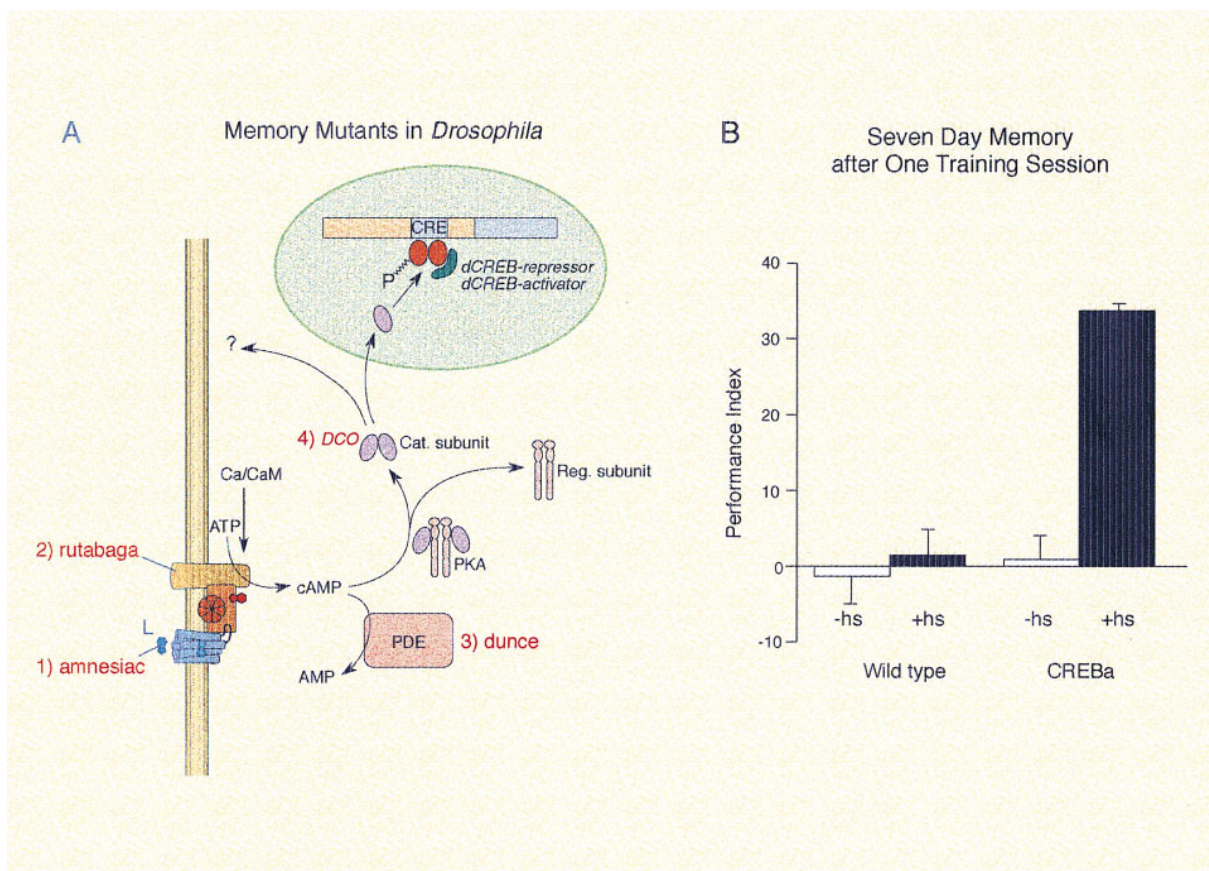 A
Memory Mutants in Drosophila
CRE
P
dCREB-repressor
dCREB-activator
?
4) DCO
Cat. subunit
Reg. subunit
Ca/CaM
ATP
PKA
2) rutabaga
cAMP
L
PDE
3) dunce
1) amnesiac
AMP
B
Seven Day Memory
after One Training Session
Performance Index
40
30
20
10
0
-10
-hs
+hs
-hs
+hs
Wild type
CREBa